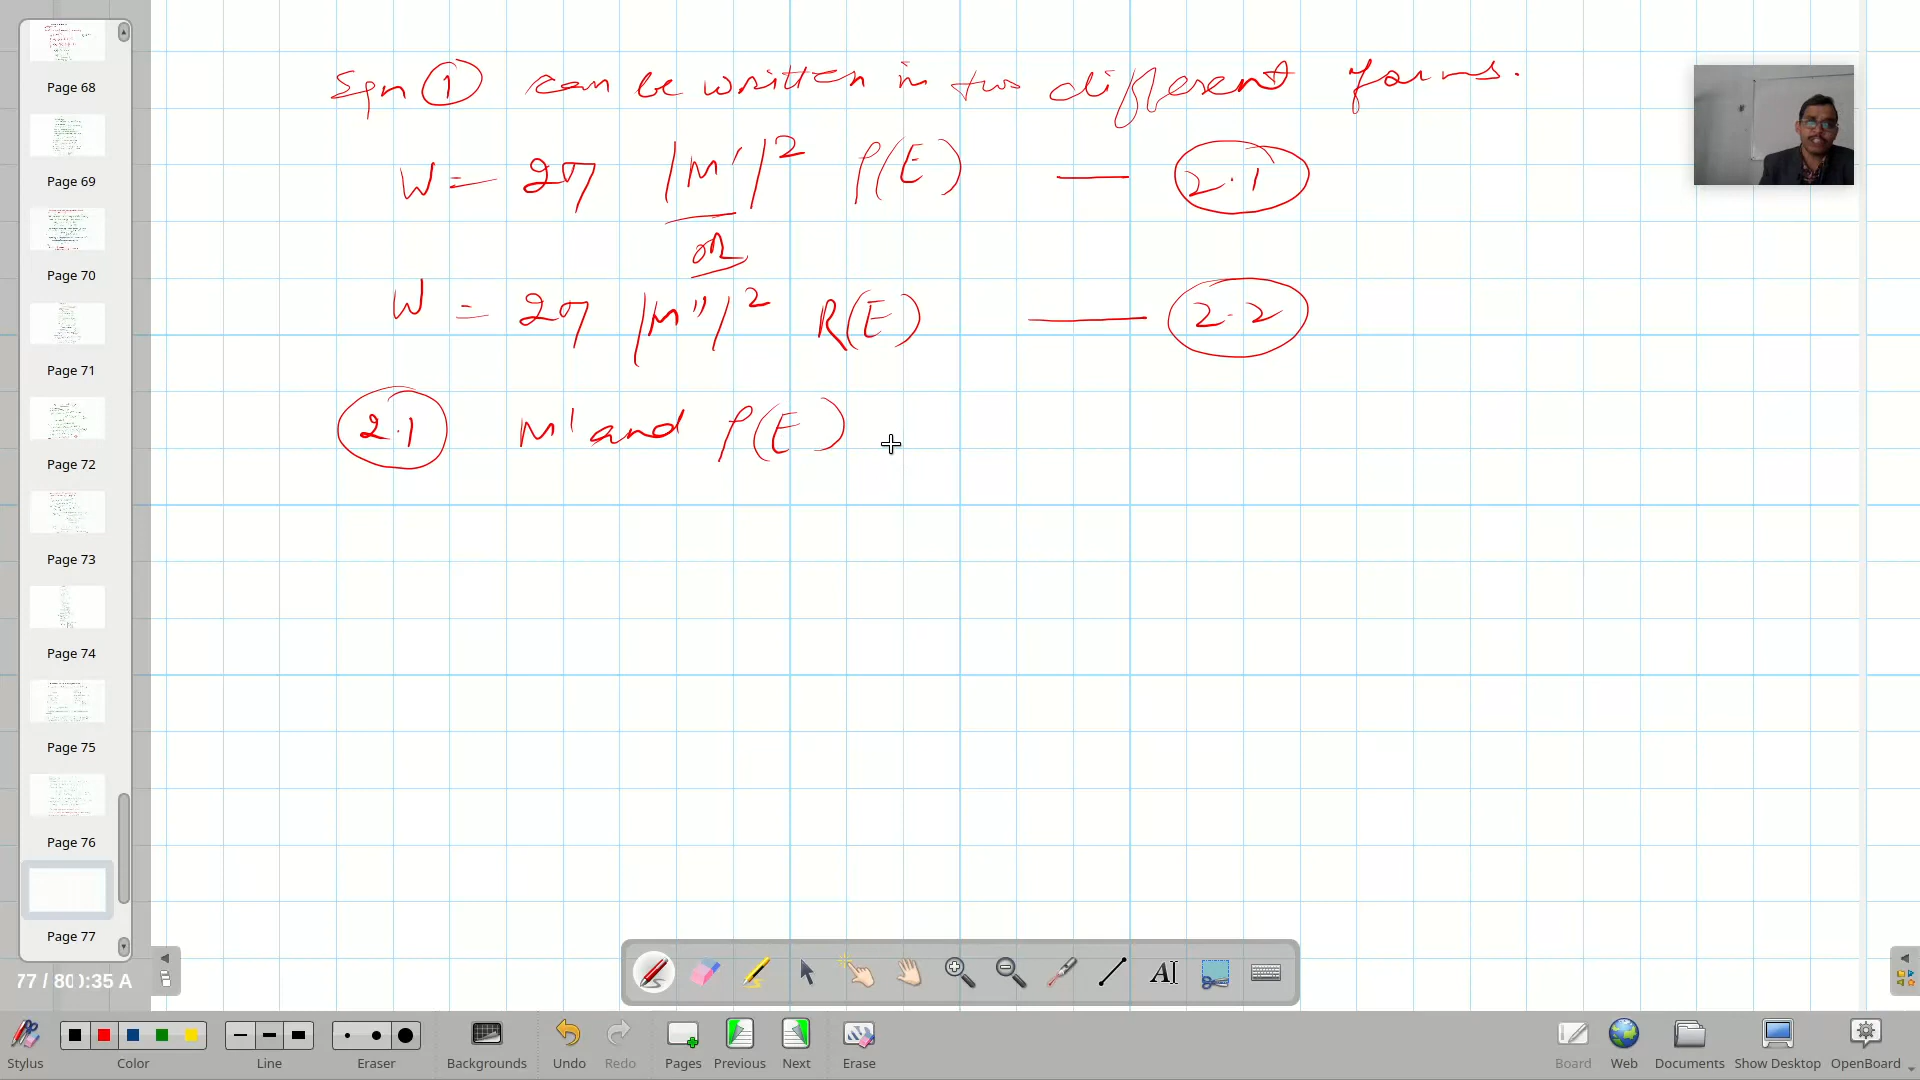 Eqn 1 can be written in two different forms.
W = 2π |M'|² ρ(E) — 2.1
or
W = 2π |M''|² R(E) — 2.2
2.1 M' and ρ(E)
Page 68
Page 69
Page 70
Page 71
Page 72
Page 73
Page 74
Page 75
Page 76
Page 77
77 / 80
:35 A
Stylus
Color
Line
Eraser
Backgrounds
Undo
Redo
Pages
Previous
Next
Erase
Board
Web
Documents
Show Desktop
OpenBoard